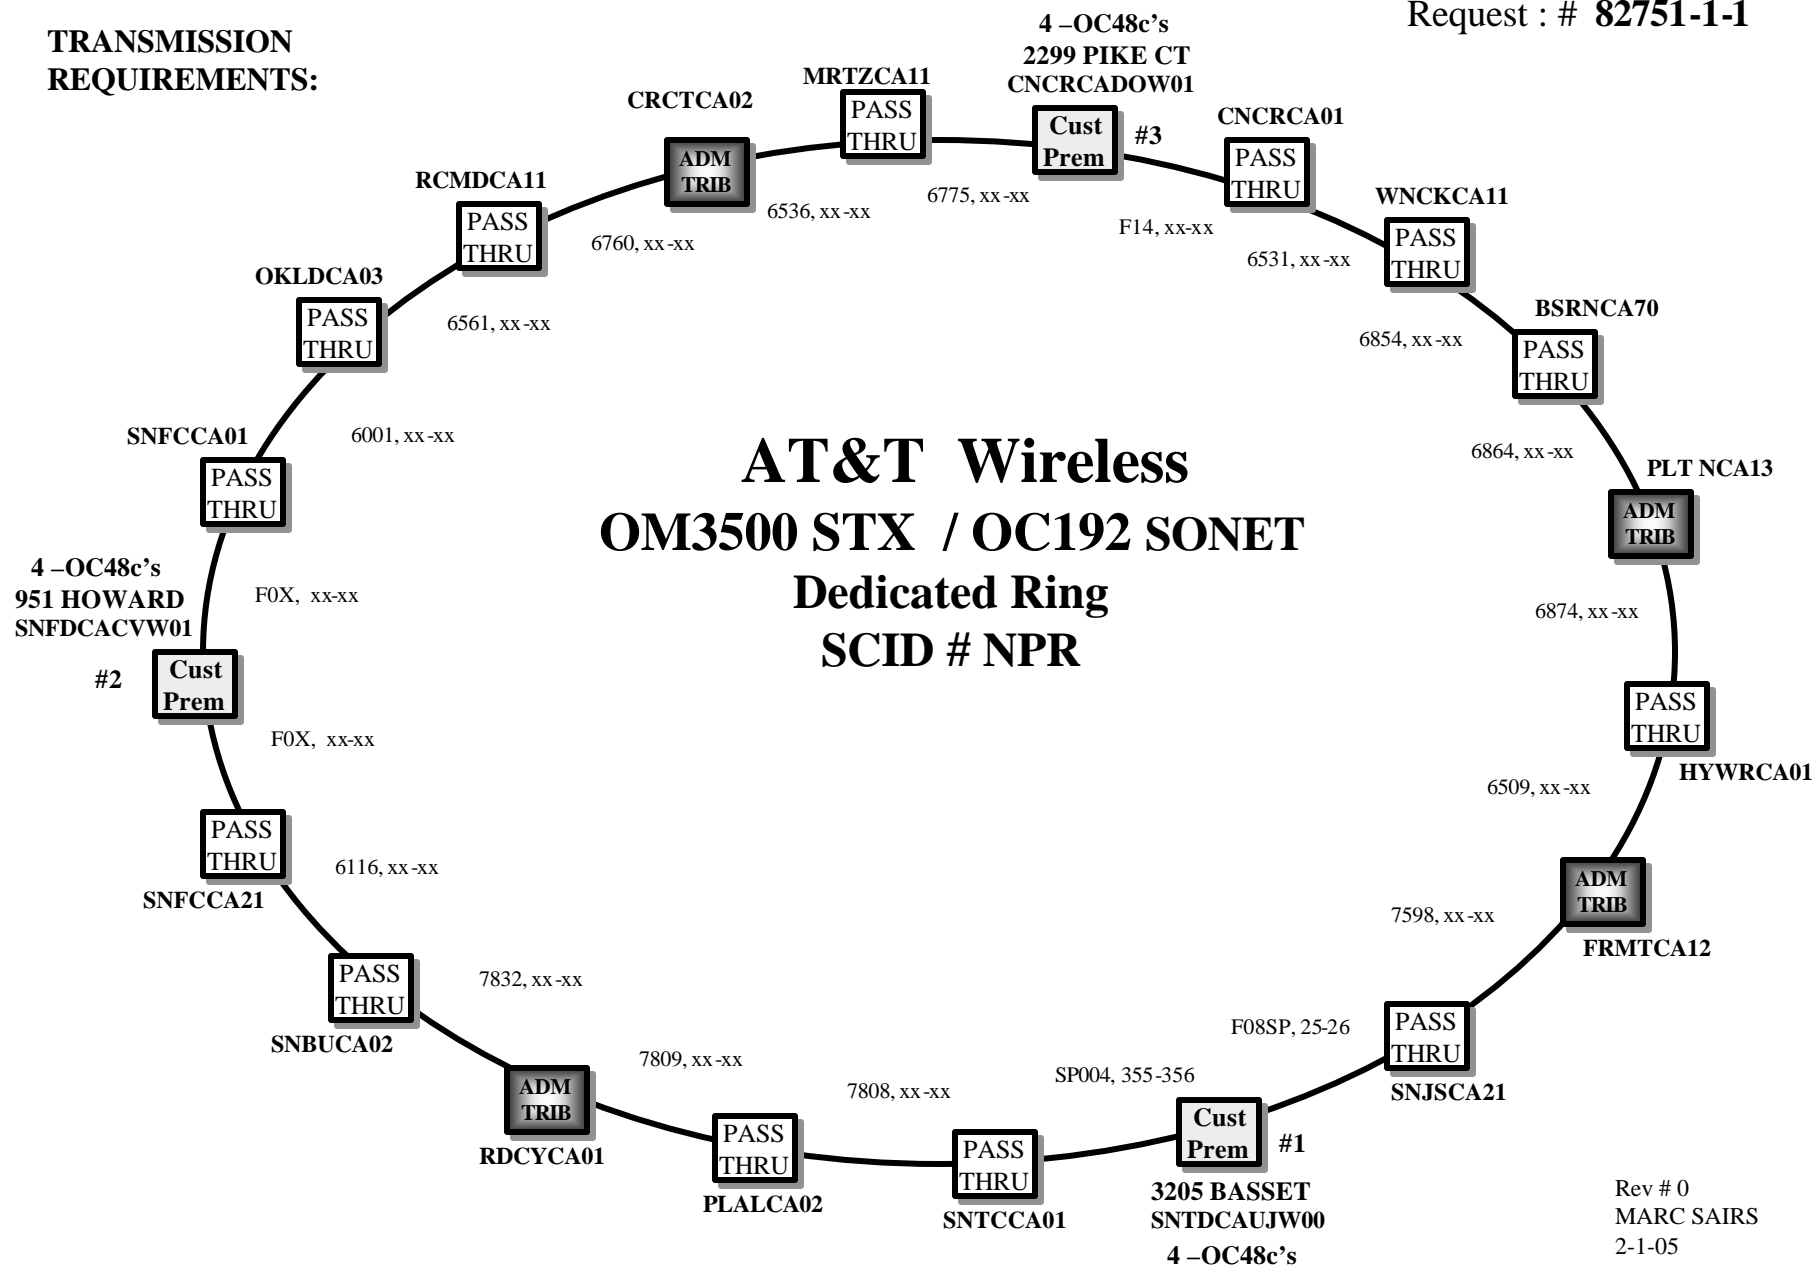 Request : # 82751-1-1
TRANSMISSION
REQUIREMENTS:
4 –OC48c's
2299 PIKE CT
CNCRCADOW01
Cust
Prem
#3
MRTZCA11
PASS
THRU
CRCTCA02
ADM
TRIB
RCMDCA11
PASS
THRU
OKLDCA03
PASS
THRU
SNFCCA01
PASS
THRU
4 –OC48c's
951 HOWARD
SNFDCACVW01
#2
Cust
Prem
CNCRCA01
PASS
THRU
WNCKCA11
PASS
THRU
BSRNCA70
PASS
THRU
PLT NCA13
ADM
TRIB
PASS
THRU
HYWRCA01
ADM
TRIB
FRMTCA12
PASS
THRU
SNJSCA21
6775, xx-xx
6536, xx-xx
6760, xx-xx
6561, xx-xx
6001, xx-xx
F0X, xx-xx
F0X, xx-xx
F14, xx-xx
6531, xx-xx
6854, xx-xx
6864, xx-xx
6874, xx-xx
6509, xx-xx
7598, xx-xx
F08SP, 25-26
AT&T Wireless
OM3500 STX / OC192 SONET
Dedicated Ring
SCID # NPR
PASS
THRU
SNFCCA21
6116, xx-xx
PASS
THRU
SNBUCA02
7832, xx-xx
ADM
TRIB
RDCYCA01
7809, xx-xx
PASS
THRU
PLALCA02
7808, xx-xx
PASS
THRU
SNTCCA01
SP004, 355-356
Cust
Prem
#1
3205 BASSET
SNTDCAUJW00
4 –OC48c's
Rev # 0
MARC SAIRS
2-1-05